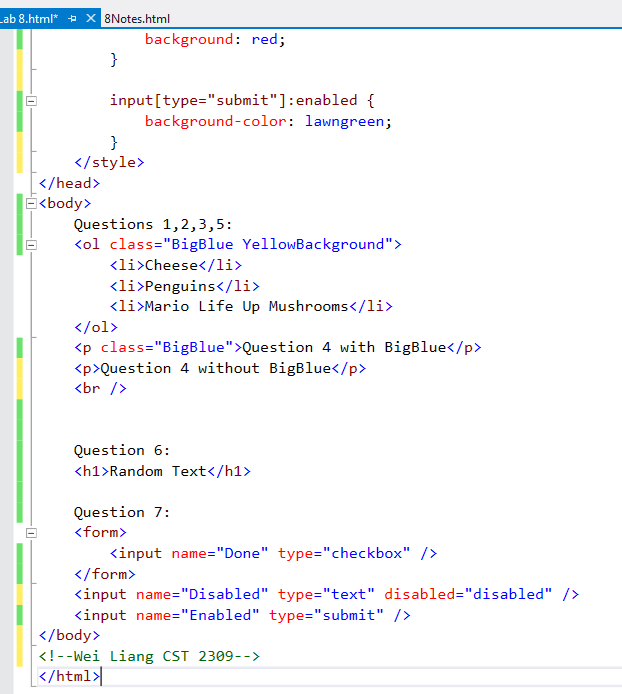 Lab 8.html* 8Notes.html
background: red;
}
input[type="submit"]:enabled {
background-color: lawngreen;
}
</style>
</head>
<body>
Questions 1,2,3,5:
<ol class="BigBlue YellowBackground">
<li>Cheese</li>
<li>Penguins</li>
<li>Mario Life Up Mushrooms</li>
</ol>
<p class="BigBlue">Question 4 with BigBlue</p>
<p>Question 4 without BigBlue</p>
<br />
Question 6:
<h1>Random Text</h1>
Question 7:
<form>
<input name="Done" type="checkbox" />
</form>
<input name="Disabled" type="text" disabled="disabled" />
<input name="Enabled" type="submit" />
</body>
<!--Wei Liang CST 2309-->
</html>